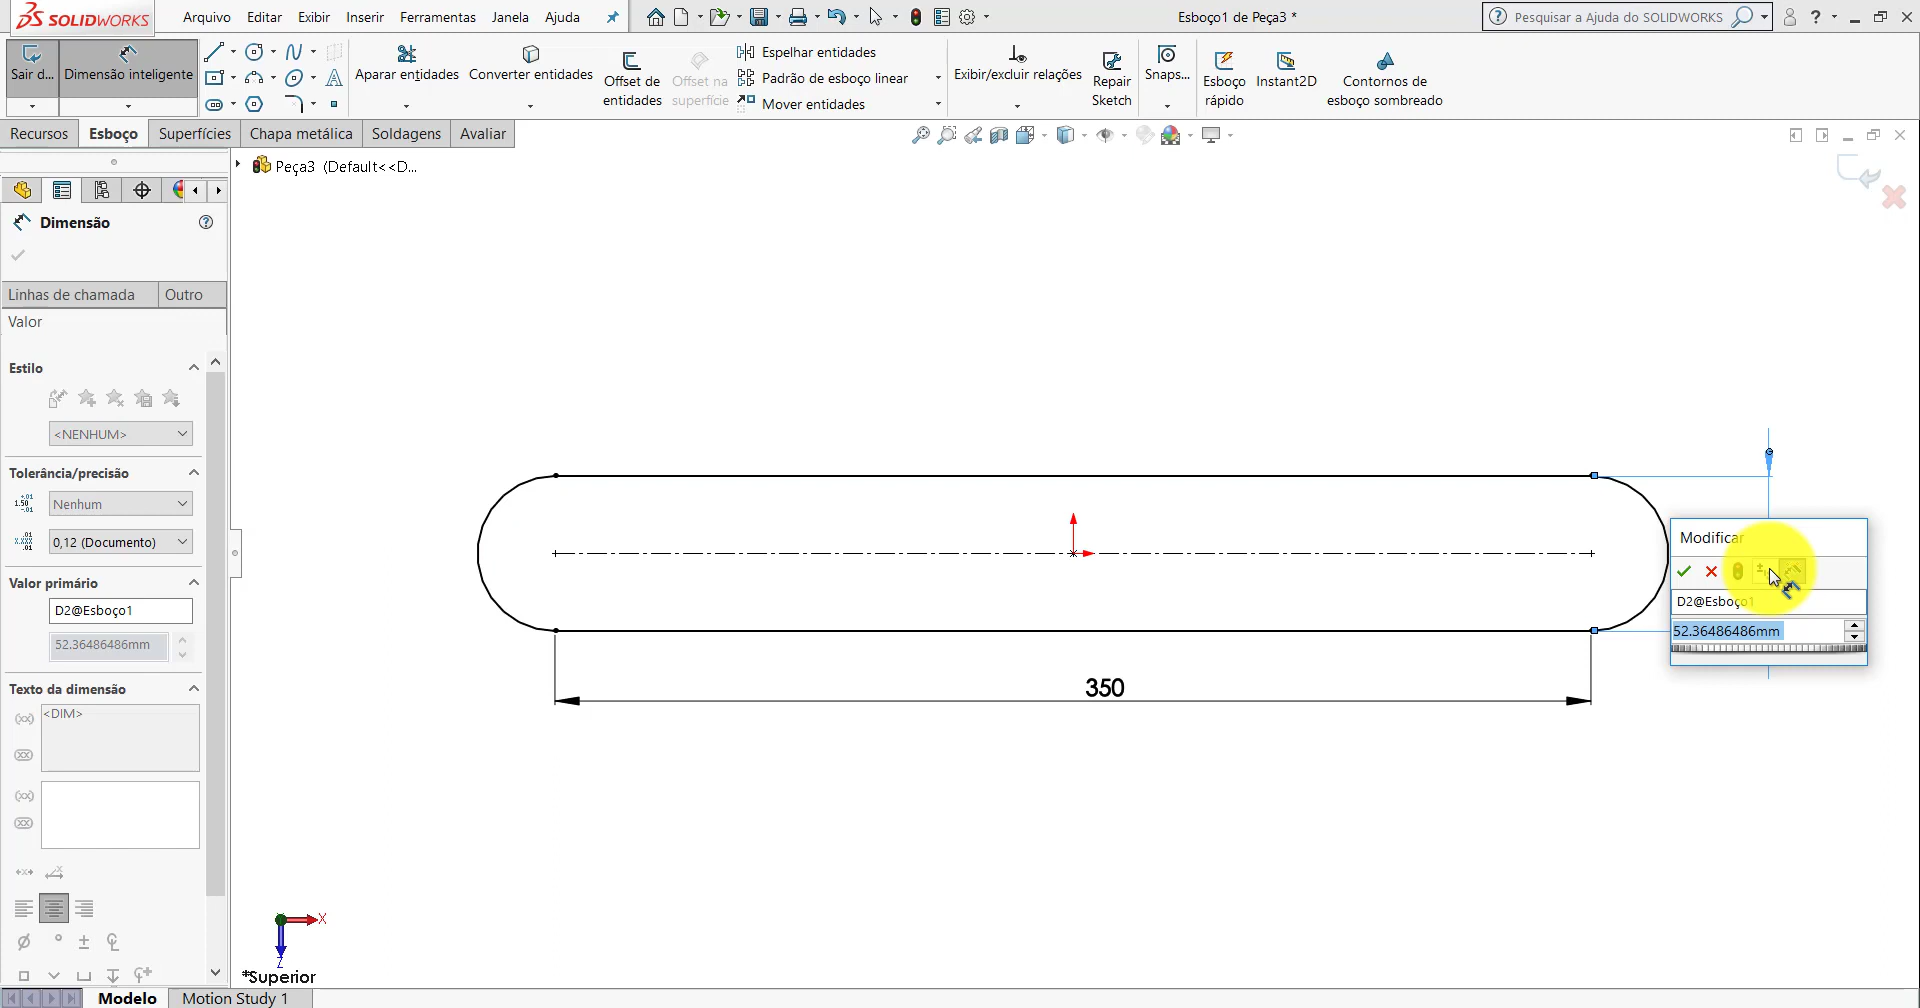 SOLIDWORKS
Arquivo Editar Exibir Inserir Ferramentas Janela Ajuda
Esboço1 de Peça3 *
Pesquisar a Ajuda do SOLIDWORKS
?
Sair d...
Dimensão inteligente
Aparar entidades
Converter entidades
Offset de
entidades
Offset na
superfície
Espelhar entidades
Padrão de esboço linear
Mover entidades
Exibir/excluir relações
Repair
Sketch
Snaps...
Esboço
rápido
Instant2D
Contornos de
esboço sombreado
Recursos Esboço Superfícies Chapa metálica Soldagens Avaliar
Peça3 (Default<<D...
Dimensão
Linhas de chamada Outro
Valor
Estilo
<NENHUM>
Tolerância/precisão
Nenhum
0,12 (Documento)
Valor primário
D2@Esboço1
52.36486486mm
Texto da dimensão
<DIM>
350
Modificar
D2@Esboço1
52.36486486mm
X
Z
*Superior
Modelo Motion Study 1